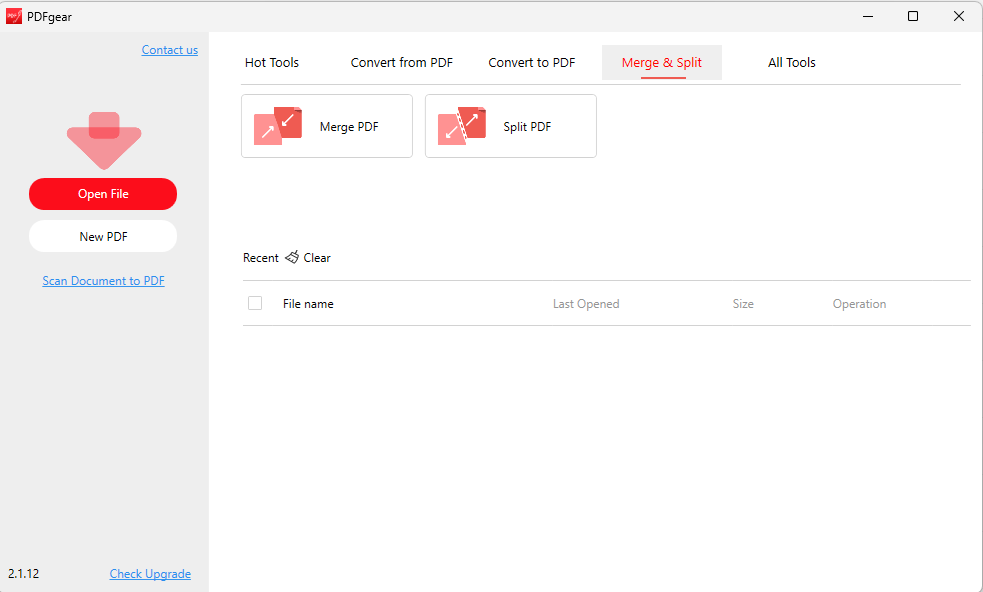 PDFgear
Contact us
Open File
New PDF
Scan Document to PDF
2.1.12 Check Upgrade
Hot Tools Convert from PDF Convert to PDF Merge & Split All Tools
Merge PDF Split PDF
Recent Clear
File name Last Opened Size Operation